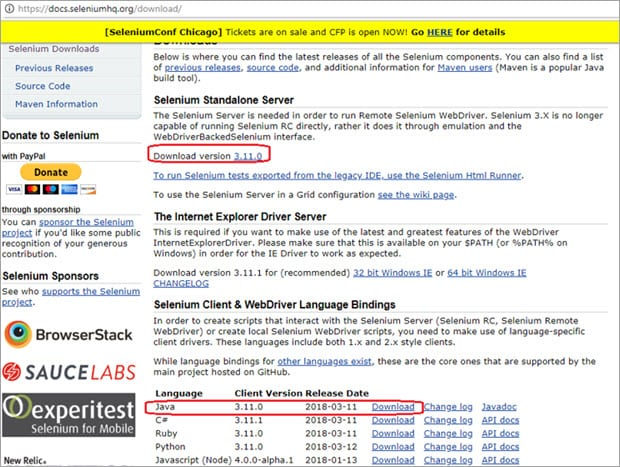 https://docs.seleniumhq.org/download/
[SeleniumConf Chicago] Tickets are on sale and CFP is open NOW! Go HERE for details
Selenium Downloads
Previous Releases
Source Code
Maven Information
Donate to Selenium
with PayPal
Donate
VISA
through sponsorship
You can sponsor the Selenium
project if you'd like some public
recognition of your generous
contribution.
Selenium Sponsors
See who supports the Selenium
project.
BrowserStack
SAUCELABS
experitest
Selenium for Mobile
New Relic.
Downloads
Below is where you can find the latest releases of all the Selenium components. You can also find a list
of previous releases, source code, and additional information for Maven users (Maven is a popular Java
build tool).
Selenium Standalone Server
The Selenium Server is needed in order to run Remote Selenium WebDriver. Selenium 3.X is no longer
capable of running Selenium RC directly, rather it does it through emulation and the
WebDriverBackedSelenium interface.
Download version 3.11.0
To run Selenium tests exported from the legacy IDE, use the Selenium Html Runner.
To use the Selenium Server in a Grid configuration see the wiki page.
The Internet Explorer Driver Server
This is required if you want to make use of the latest and greatest features of the WebDriver
InternetExplorerDriver. Please make sure that this is available on your $PATH (or %PATH% on
Windows) in order for the IE Driver to work as expected.
Download version 3.11.1 for (recommended) 32 bit Windows IE or 64 bit Windows IE
CHANGELOG
Selenium Client & WebDriver Language Bindings
In order to create scripts that interact with the Selenium Server (Selenium RC, Selenium Remote
WebDriver) or create local Selenium WebDriver scripts, you need to make use of language-specific
client drivers. These languages include both 1.x and 2.x style clients.
While language bindings for other languages exist, these are the core ones that are supported by the
main project hosted on GitHub.
Language Client Version Release Date
Java 3.11.0 2018-03-11 Download Change log Javadoc
C# 3.11.1 2018-03-11 Download Change log API docs
Ruby 3.11.0 2018-03-11 Download Change log API docs
Python 3.11.0 2018-03-12 Download Change log API docs
Javascript (Node) 4.0.0-alpha.1 2018-01-13 Download Change log API docs